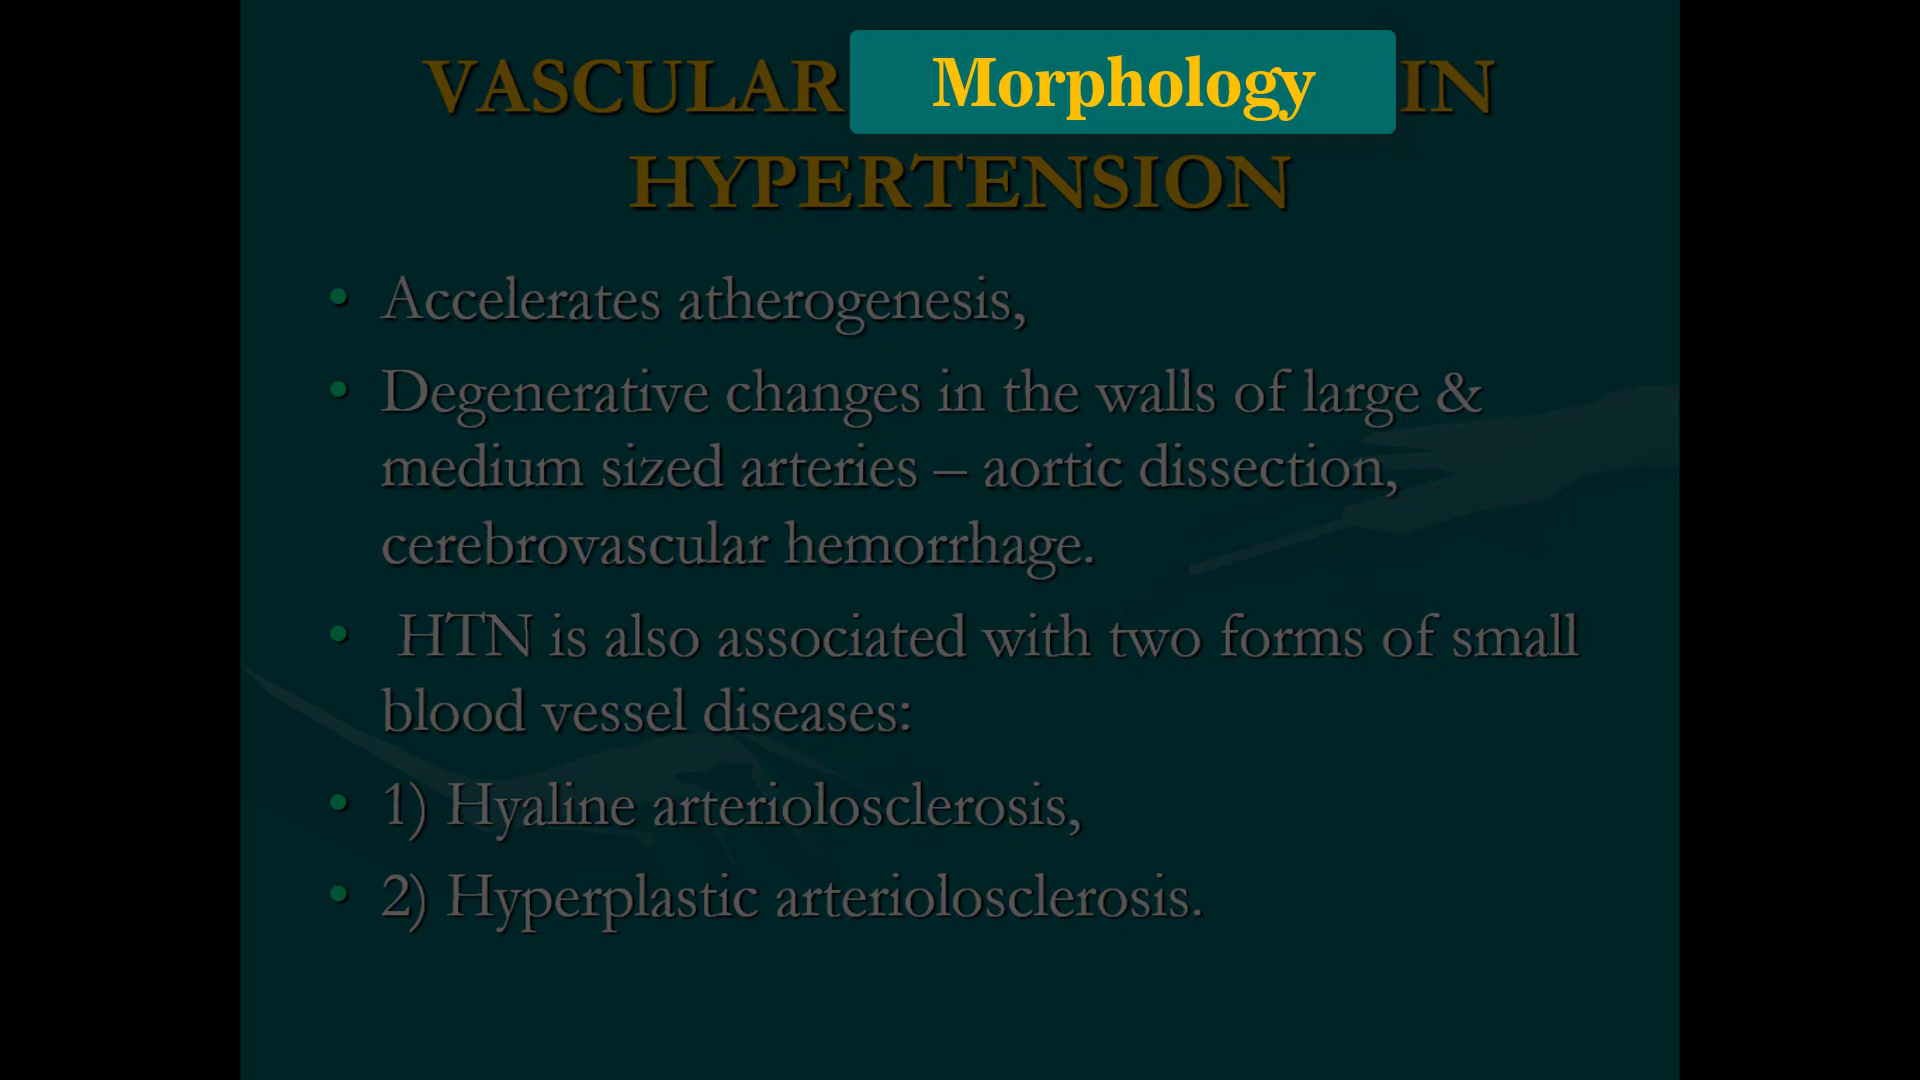 VASCULAR Morphology IN
HYPERTENSION
• Accelerates atherogenesis,
• Degenerative changes in the walls of large &
medium sized arteries – aortic dissection,
cerebrovascular hemorrhage.
• HTN is also associated with two forms of small
blood vessel diseases:
• 1) Hyaline arteriolosclerosis,
• 2) Hyperplastic arteriolosclerosis.